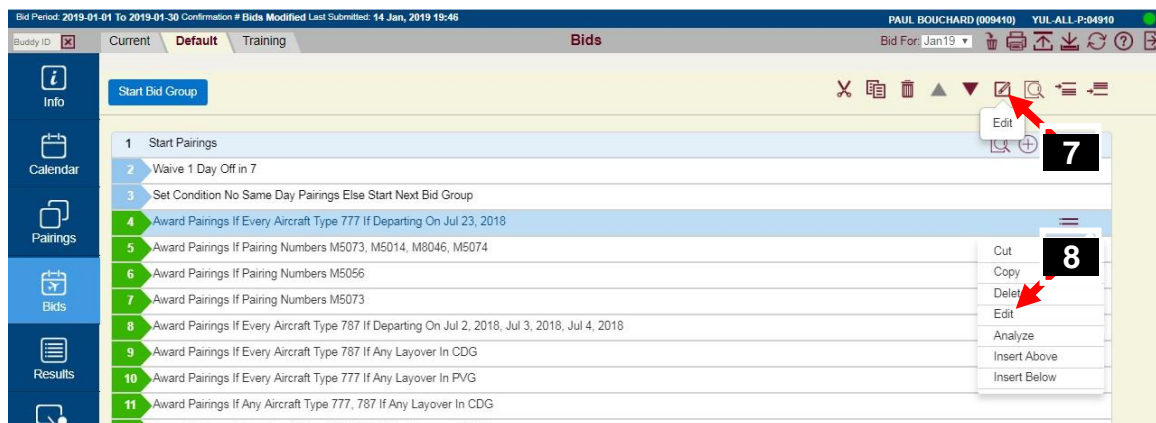 Bid Period: 2019-01-01 To 2019-01-30 Confirmation # Bids Modified Last Submitted: 14 Jan, 2019 19:46 PAUL BOUCHARD (009410) YUL-ALL-P:04910
Buddy ID X Current Default Training Bids Bid For: Jan19
Info
Start Bid Group
Edit
7
1 Start Pairings
Calendar
2 Waive 1 Day Off in 7
3 Set Condition No Same Day Pairings Else Start Next Bid Group
4 Award Pairings If Every Aircraft Type 777 If Departing On Jul 23, 2018
Pairings
5 Award Pairings If Pairing Numbers M5073, M5014, M8046, M5074
6 Award Pairings If Pairing Numbers M5056
7 Award Pairings If Pairing Numbers M5073
Bids
8 Award Pairings If Every Aircraft Type 787 If Departing On Jul 2, 2018, Jul 3, 2018, Jul 4, 2018
9 Award Pairings If Every Aircraft Type 787 If Any Layover In CDG
Results
10 Award Pairings If Every Aircraft Type 777 If Any Layover In PVG
11 Award Pairings If Any Aircraft Type 777, 787 If Any Layover In CDG
Cut
8
Copy
Delete
Edit
Analyze
Insert Above
Insert Below